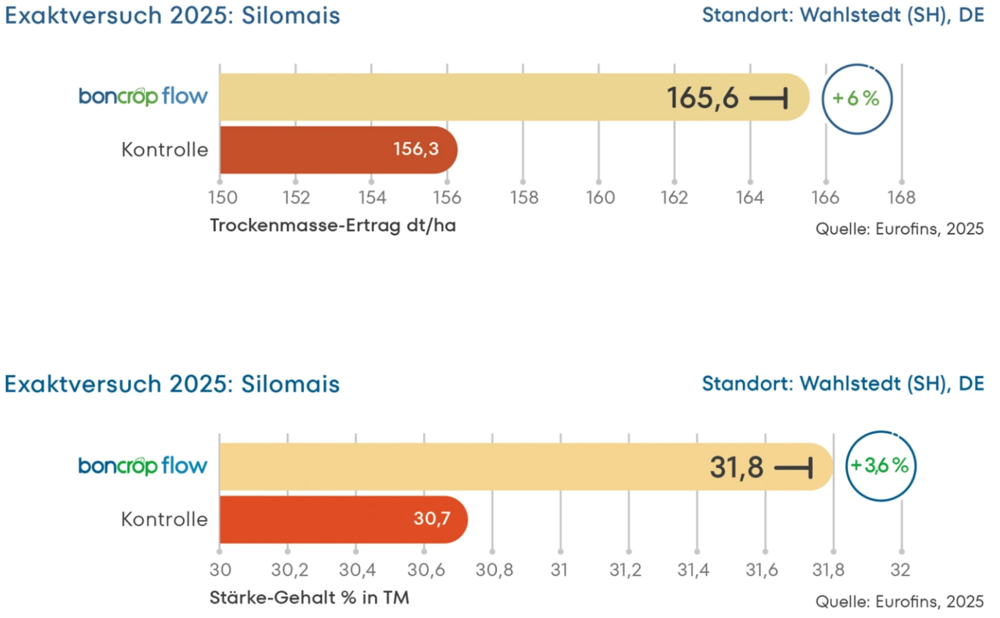 Exaktversuch 2025: Silomais
Standort: Wahlstedt (SH), DE
boncrop flow
165,6
+6 %
Kontrolle
156,3
150 152 154 156 158 160 162 164 166 168
Trockenmasse-Ertrag dt/ha
Quelle: Eurofins, 2025
Exaktversuch 2025: Silomais
Standort: Wahlstedt (SH), DE
boncrop flow
31,8
+3,6 %
Kontrolle
30,7
30 30,2 30,4 30,6 30,8 31 31,2 31,4 31,6 31,8 32
Stärke-Gehalt % in TM
Quelle: Eurofins, 2025